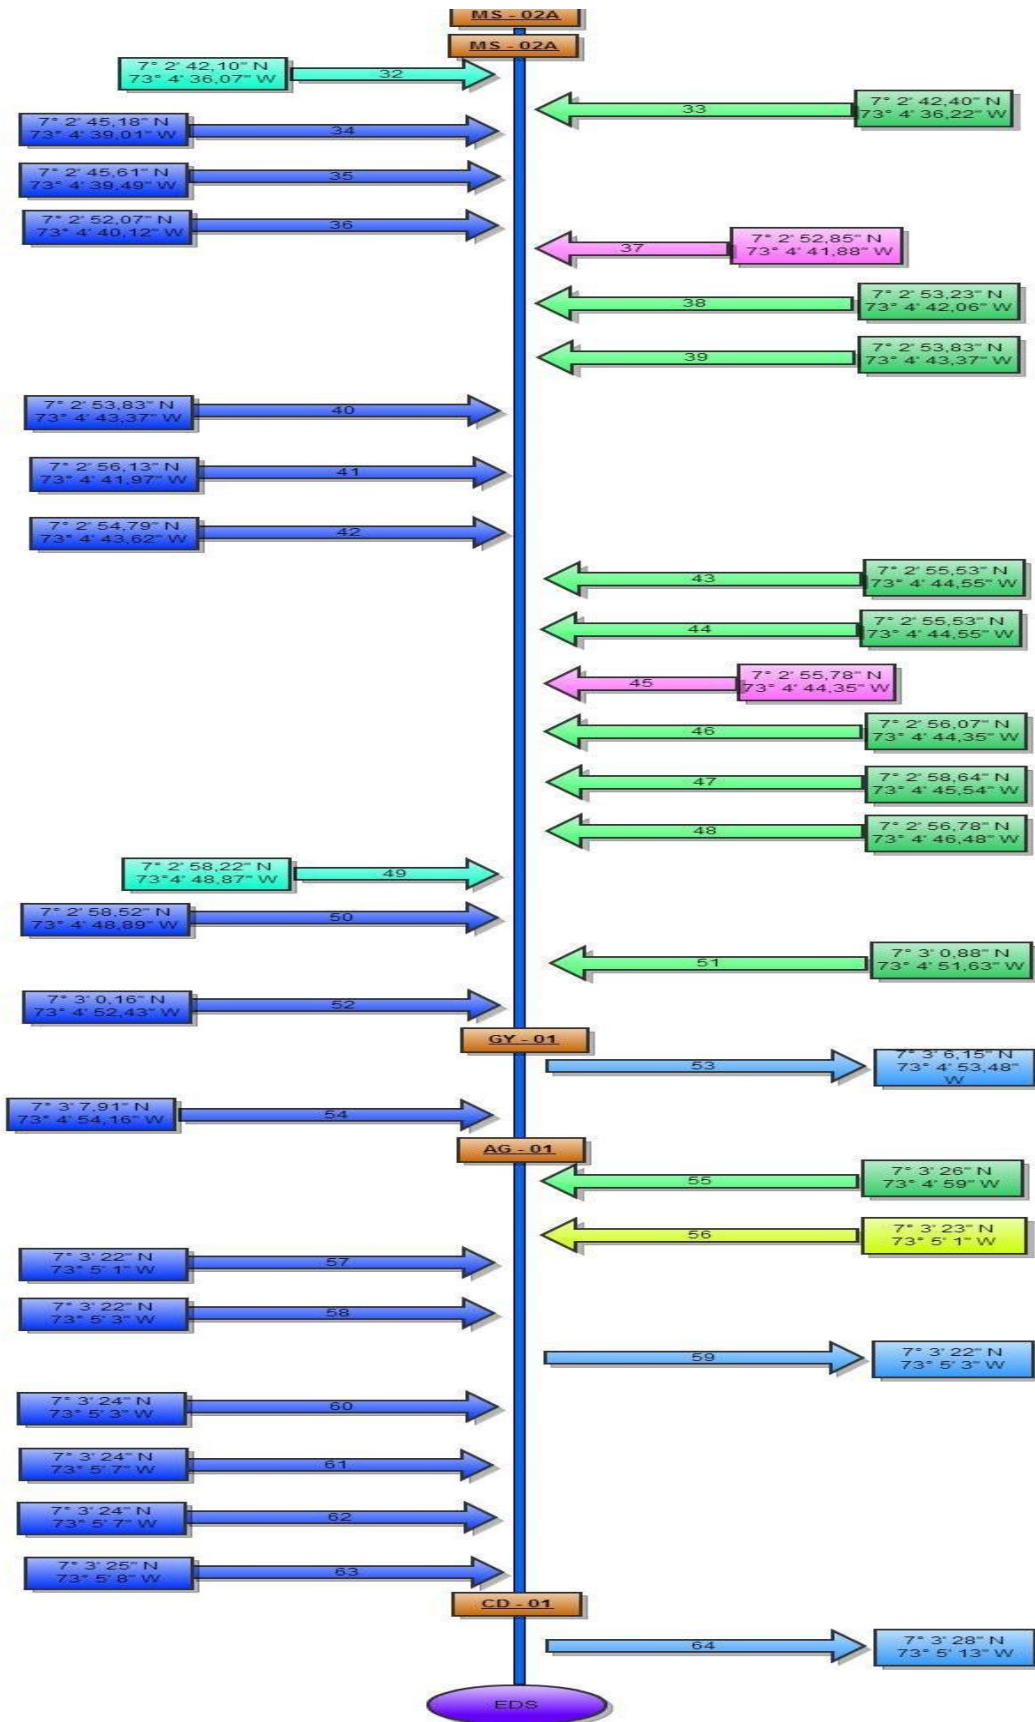 MS - 02A
MS - 02A
7° 2' 42,10" N
73° 4' 36,07" W
32
33
7° 2' 42,40" N
73° 4' 36,22" W
7° 2' 45,18" N
73° 4' 39,01" W
34
7° 2' 45,61" N
73° 4' 39,49" W
35
7° 2' 52,07" N
73° 4' 40,12" W
36
37
7° 2' 52,85" N
73° 4' 41,88" W
38
7° 2' 53,23" N
73° 4' 42,06" W
39
7° 2' 53,83" N
73° 4' 43,37" W
7° 2' 53,83" N
73° 4' 43,37" W
40
7° 2' 56,13" N
73° 4' 41,97" W
41
7° 2' 54,79" N
73° 4' 43,62" W
42
43
7° 2' 55,53" N
73° 4' 44,55" W
44
7° 2' 55,53" N
73° 4' 44,55" W
45
7° 2' 55,78" N
73° 4' 44,35" W
46
7° 2' 56,07" N
73° 4' 44,35" W
47
7° 2' 58,64" N
73° 4' 45,54" W
48
7° 2' 56,78" N
73° 4' 46,48" W
7° 2' 58,22" N
73°4' 48,87" W
49
7° 2' 58,52" N
73° 4' 48,89" W
50
51
7° 3' 0,88" N
73° 4' 51,63" W
7° 3' 0,16" N
73° 4' 52,43" W
52
GY - 01
53
7° 3' 6,15" N
73° 4' 53,48"
W
7° 3' 7,91" N
73° 4' 54,16" W
54
AG - 01
55
7° 3' 26" N
73° 4' 59" W
56
7° 3' 23" N
73° 5' 1" W
7° 3' 22" N
73° 5' 1" W
57
7° 3' 22" N
73° 5' 3" W
58
59
7° 3' 22" N
73° 5' 3" W
7° 3' 24" N
73° 5' 3" W
60
7° 3' 24" N
73° 5' 7" W
61
7° 3' 24" N
73° 5' 7" W
62
7° 3' 25" N
73° 5' 8" W
63
CD - 01
64
7° 3' 28" N
73° 5' 13" W
EDS